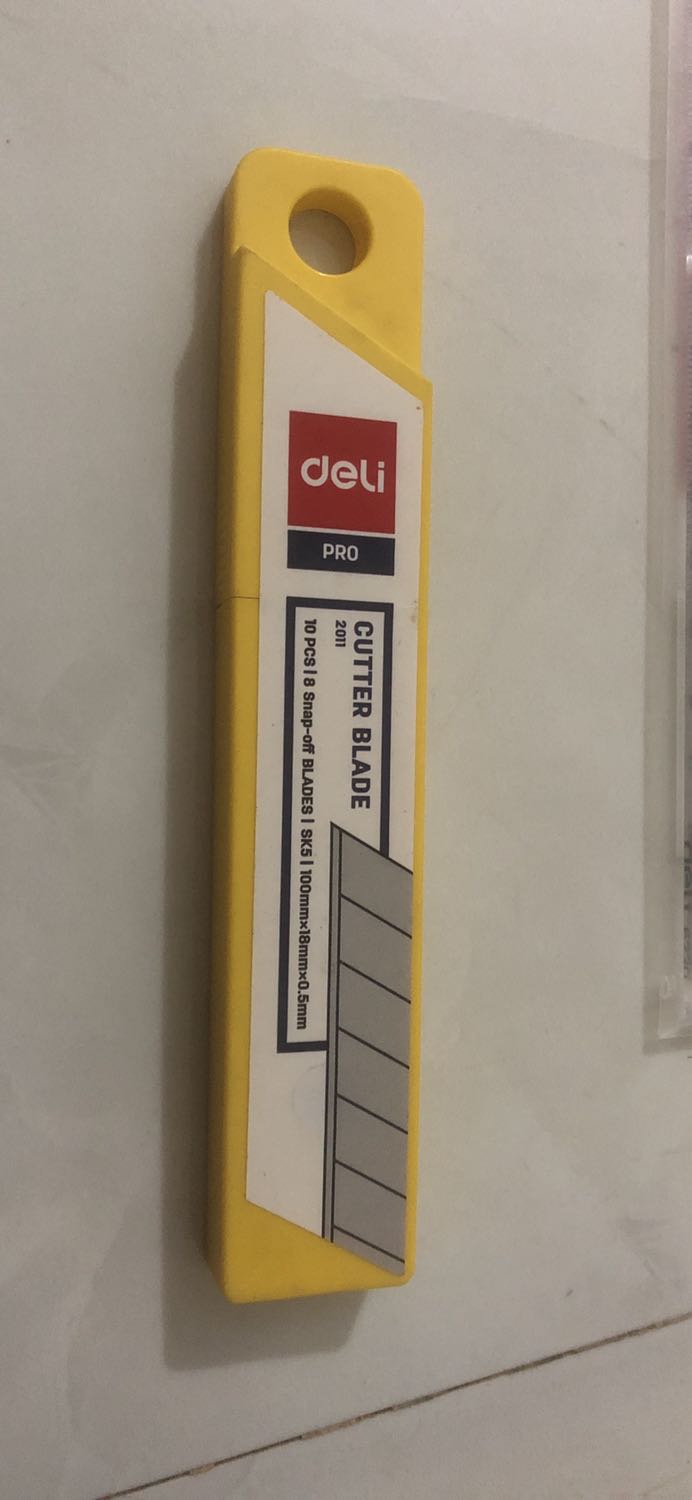 deli
PRO
CUTTER BLADE
2011
10 PCS | 8 Snap-off BLADES | SK5 | 100mm×18mm×0.5mm